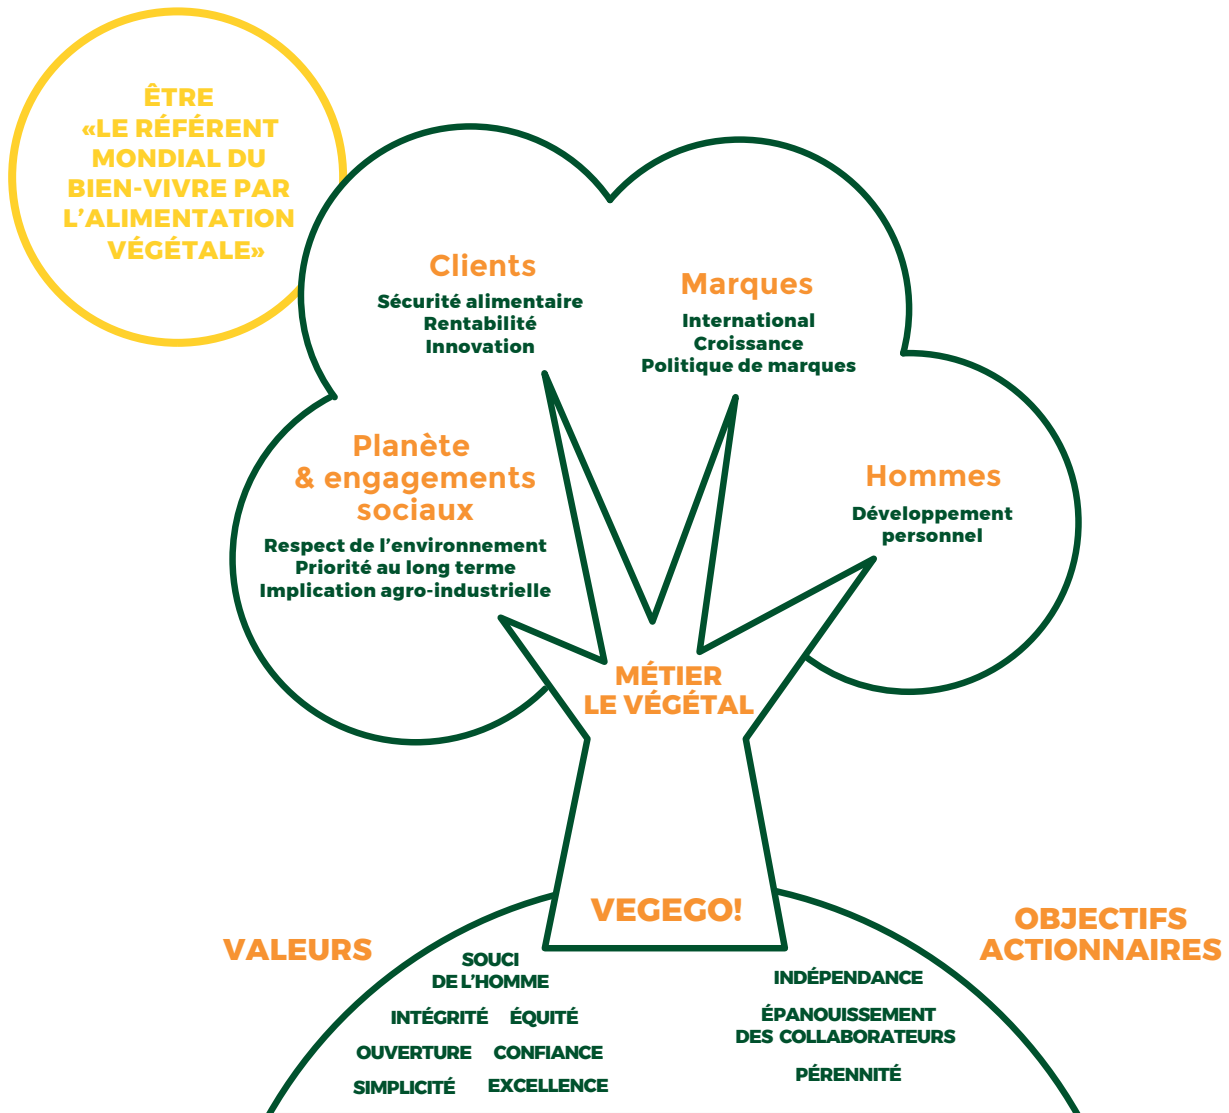 ÊTRE
«LE RÉFÉRENT
MONDIAL DU
BIEN-VIVRE PAR
L’ALIMENTATION
VÉGÉTALE»
Clients
Sécurité alimentaire
Rentabilité
Innovation
Marques
International
Croissance
Politique de marques
Planète
& engagements
sociaux
Respect de l’environnement
Priorité au long terme
Implication agro-industrielle
Hommes
Développement
personnel
MÉTIER
LE VÉGÉTAL
VEGEGO!
VALEURS
SOUCI
DE L’HOMME
INTÉGRITÉ ÉQUITÉ
OUVERTURE CONFIANCE
SIMPLICITÉ EXCELLENCE
OBJECTIFS
ACTIONNAIRES
INDÉPENDANCE
ÉPANOUISSEMENT
DES COLLABORATEURS
PÉRENNITÉ